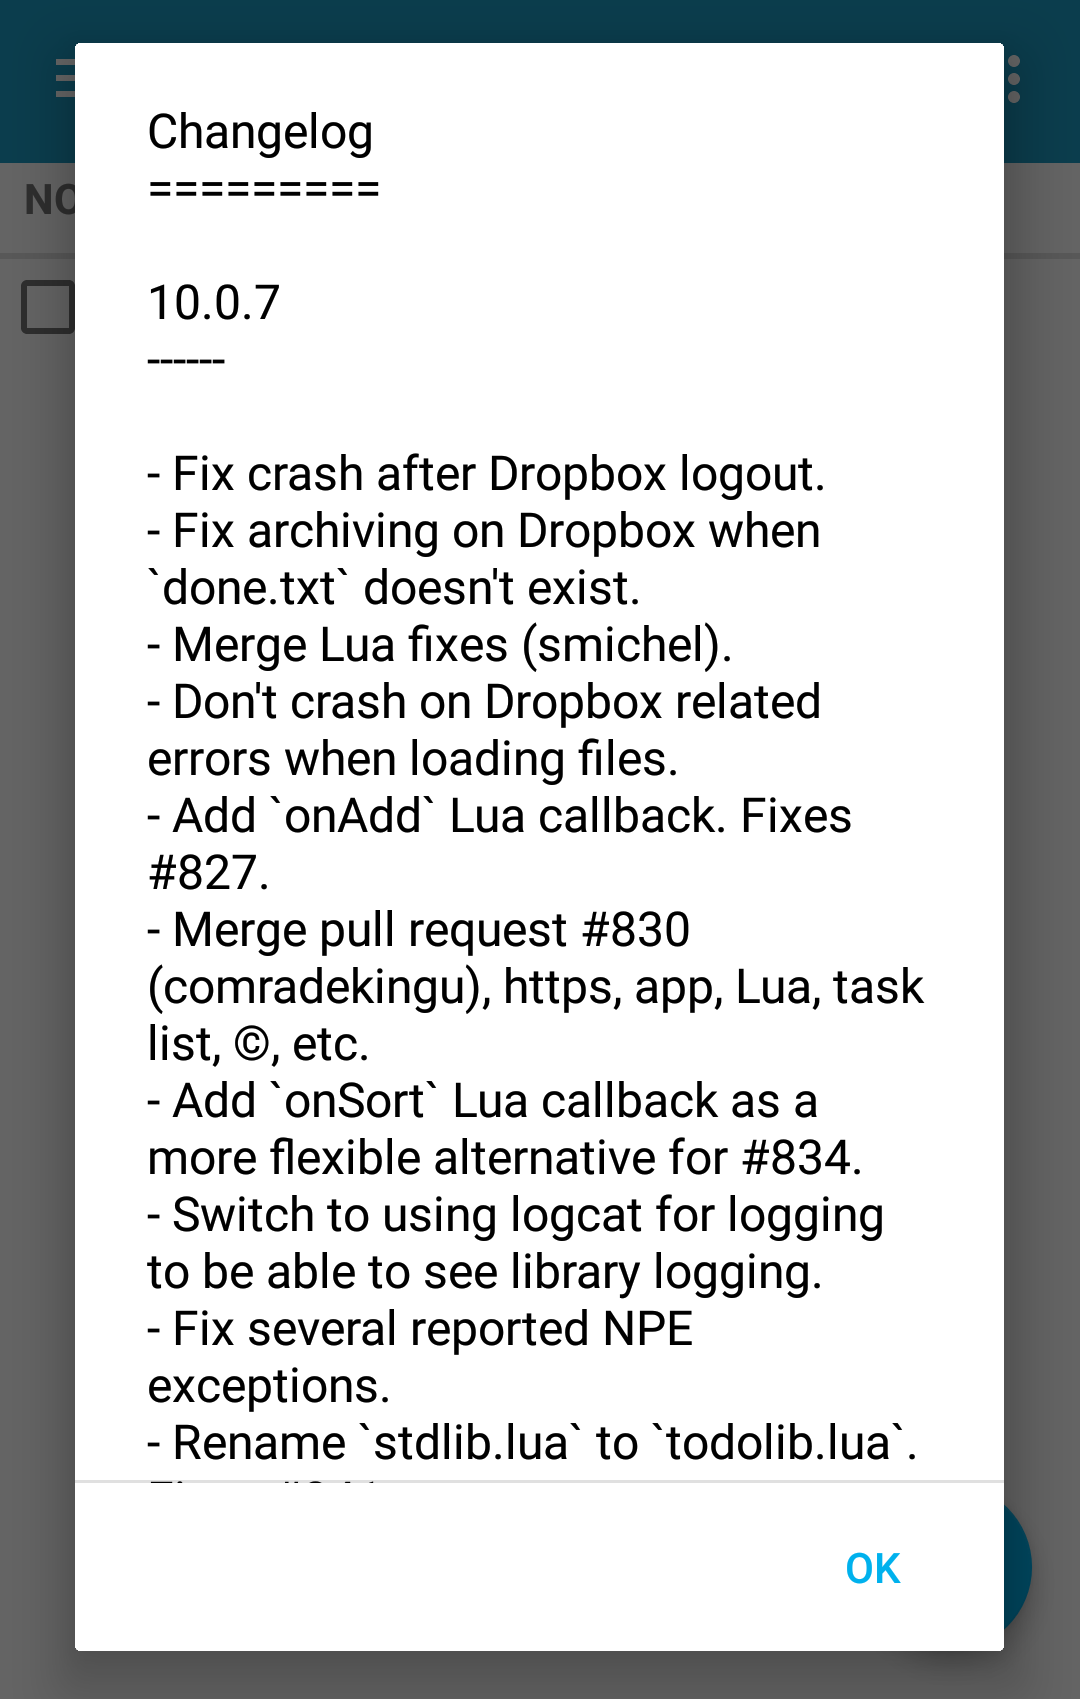 Changelog
=========
10.0.7
------
- Fix crash after Dropbox logout.
- Fix archiving on Dropbox when
`done.txt` doesn't exist.
- Merge Lua fixes (smichel).
- Don't crash on Dropbox related
errors when loading files.
- Add `onAdd` Lua callback. Fixes
#827.
- Merge pull request #830
(comradekingu), https, app, Lua, task
list, ©, etc.
- Add `onSort` Lua callback as a
more flexible alternative for #834.
- Switch to using logcat for logging
to be able to see library logging.
- Fix several reported NPE
exceptions.
- Rename `stdlib.lua` to `todolib.lua`.
OK